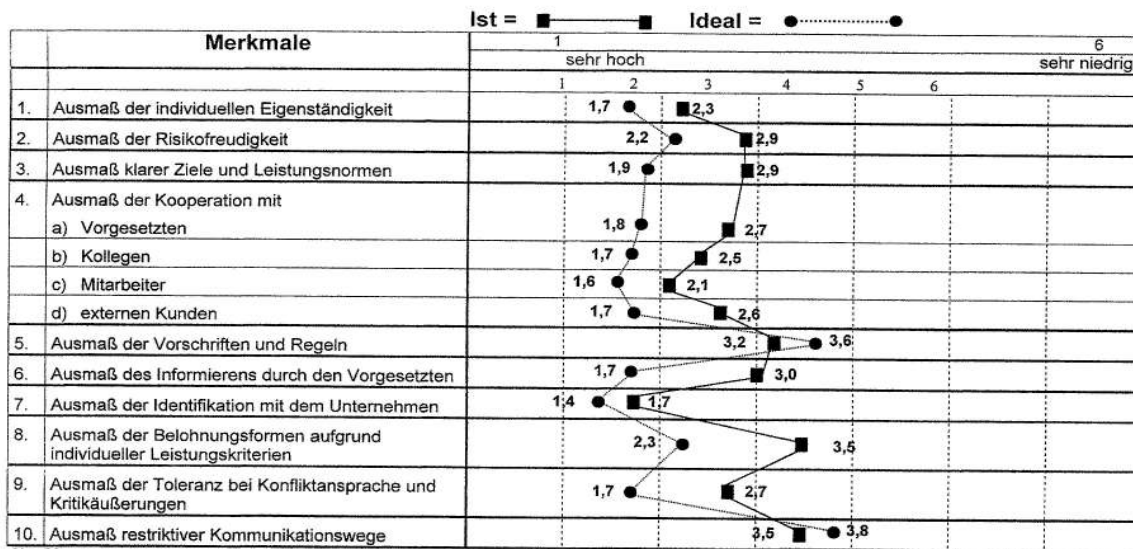 Ist = Ideal =
Merkmale 1 6
sehr hoch sehr niedrig
1 2 3 4 5 6
1. Ausmaß der individuellen Eigenständigkeit 1,7 2,3
2. Ausmaß der Risikofreudigkeit 2,2 2,9
3. Ausmaß klarer Ziele und Leistungsnormen 1,9 2,9
4. Ausmaß der Kooperation mit
a) Vorgesetzten 1,8 2,7
b) Kollegen 1,7 2,5
c) Mitarbeiter 1,6 2,1
d) externen Kunden 1,7 2,6
5. Ausmaß der Vorschriften und Regeln 3,2 3,6
6. Ausmaß des Informierens durch den Vorgesetzten 1,7 3,0
7. Ausmaß der Identifikation mit dem Unternehmen 1,4 1,7
8. Ausmaß der Belohnungsformen aufgrund
individueller Leistungskriterien 2,3 3,5
9. Ausmaß der Toleranz bei Konfliktansprache und
Kritikäußerungen 1,7 2,7
10. Ausmaß restriktiver Kommunikationswege 3,5 3,8